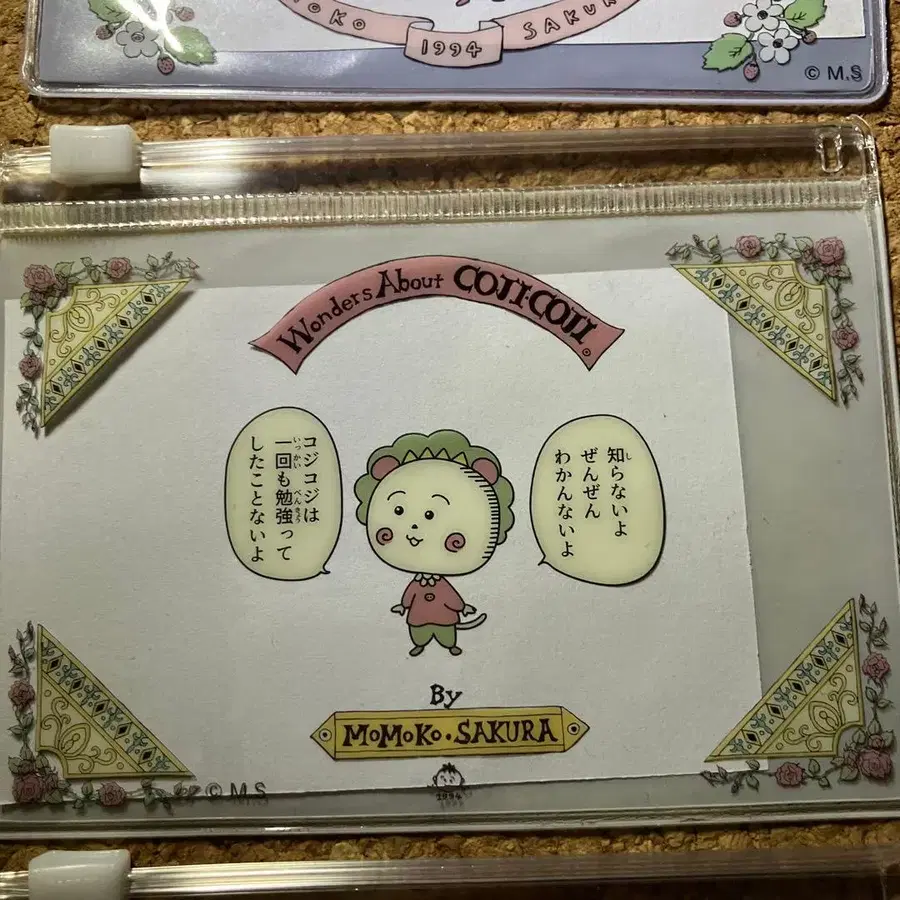 MOKO
1994
SAKUR
© M.S
Wonders About COJI-COJI
知らないよ
ぜんぜん
わかんないよ
コジコジは
一回も勉強って
したことないよ
By
MOMOKO・SAKURA
1994
© M.S